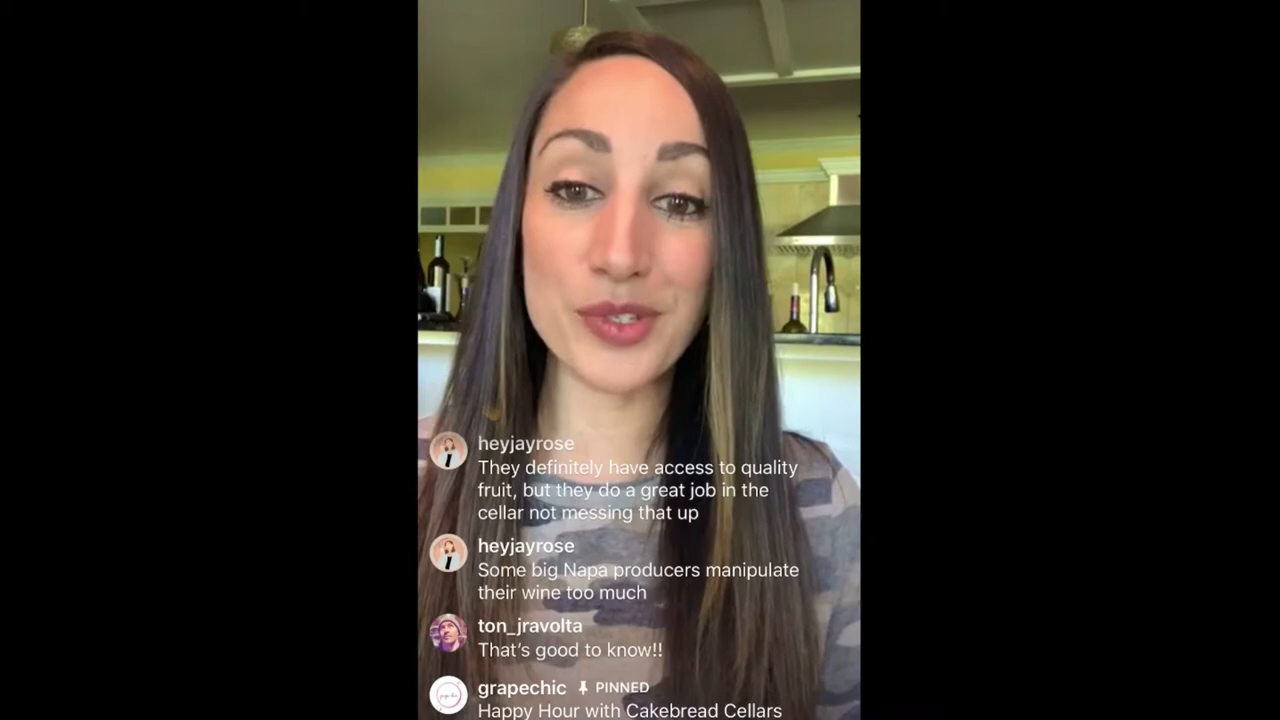 heyjayrose
They definitely have access to quality
fruit, but they do a great job in the
cellar not messing that up
heyjayrose
Some big Napa producers manipulate
their wine too much
ton_jravolta
That’s good to know!!
grapechic PINNED
Happy Hour with Cakebread Cellars